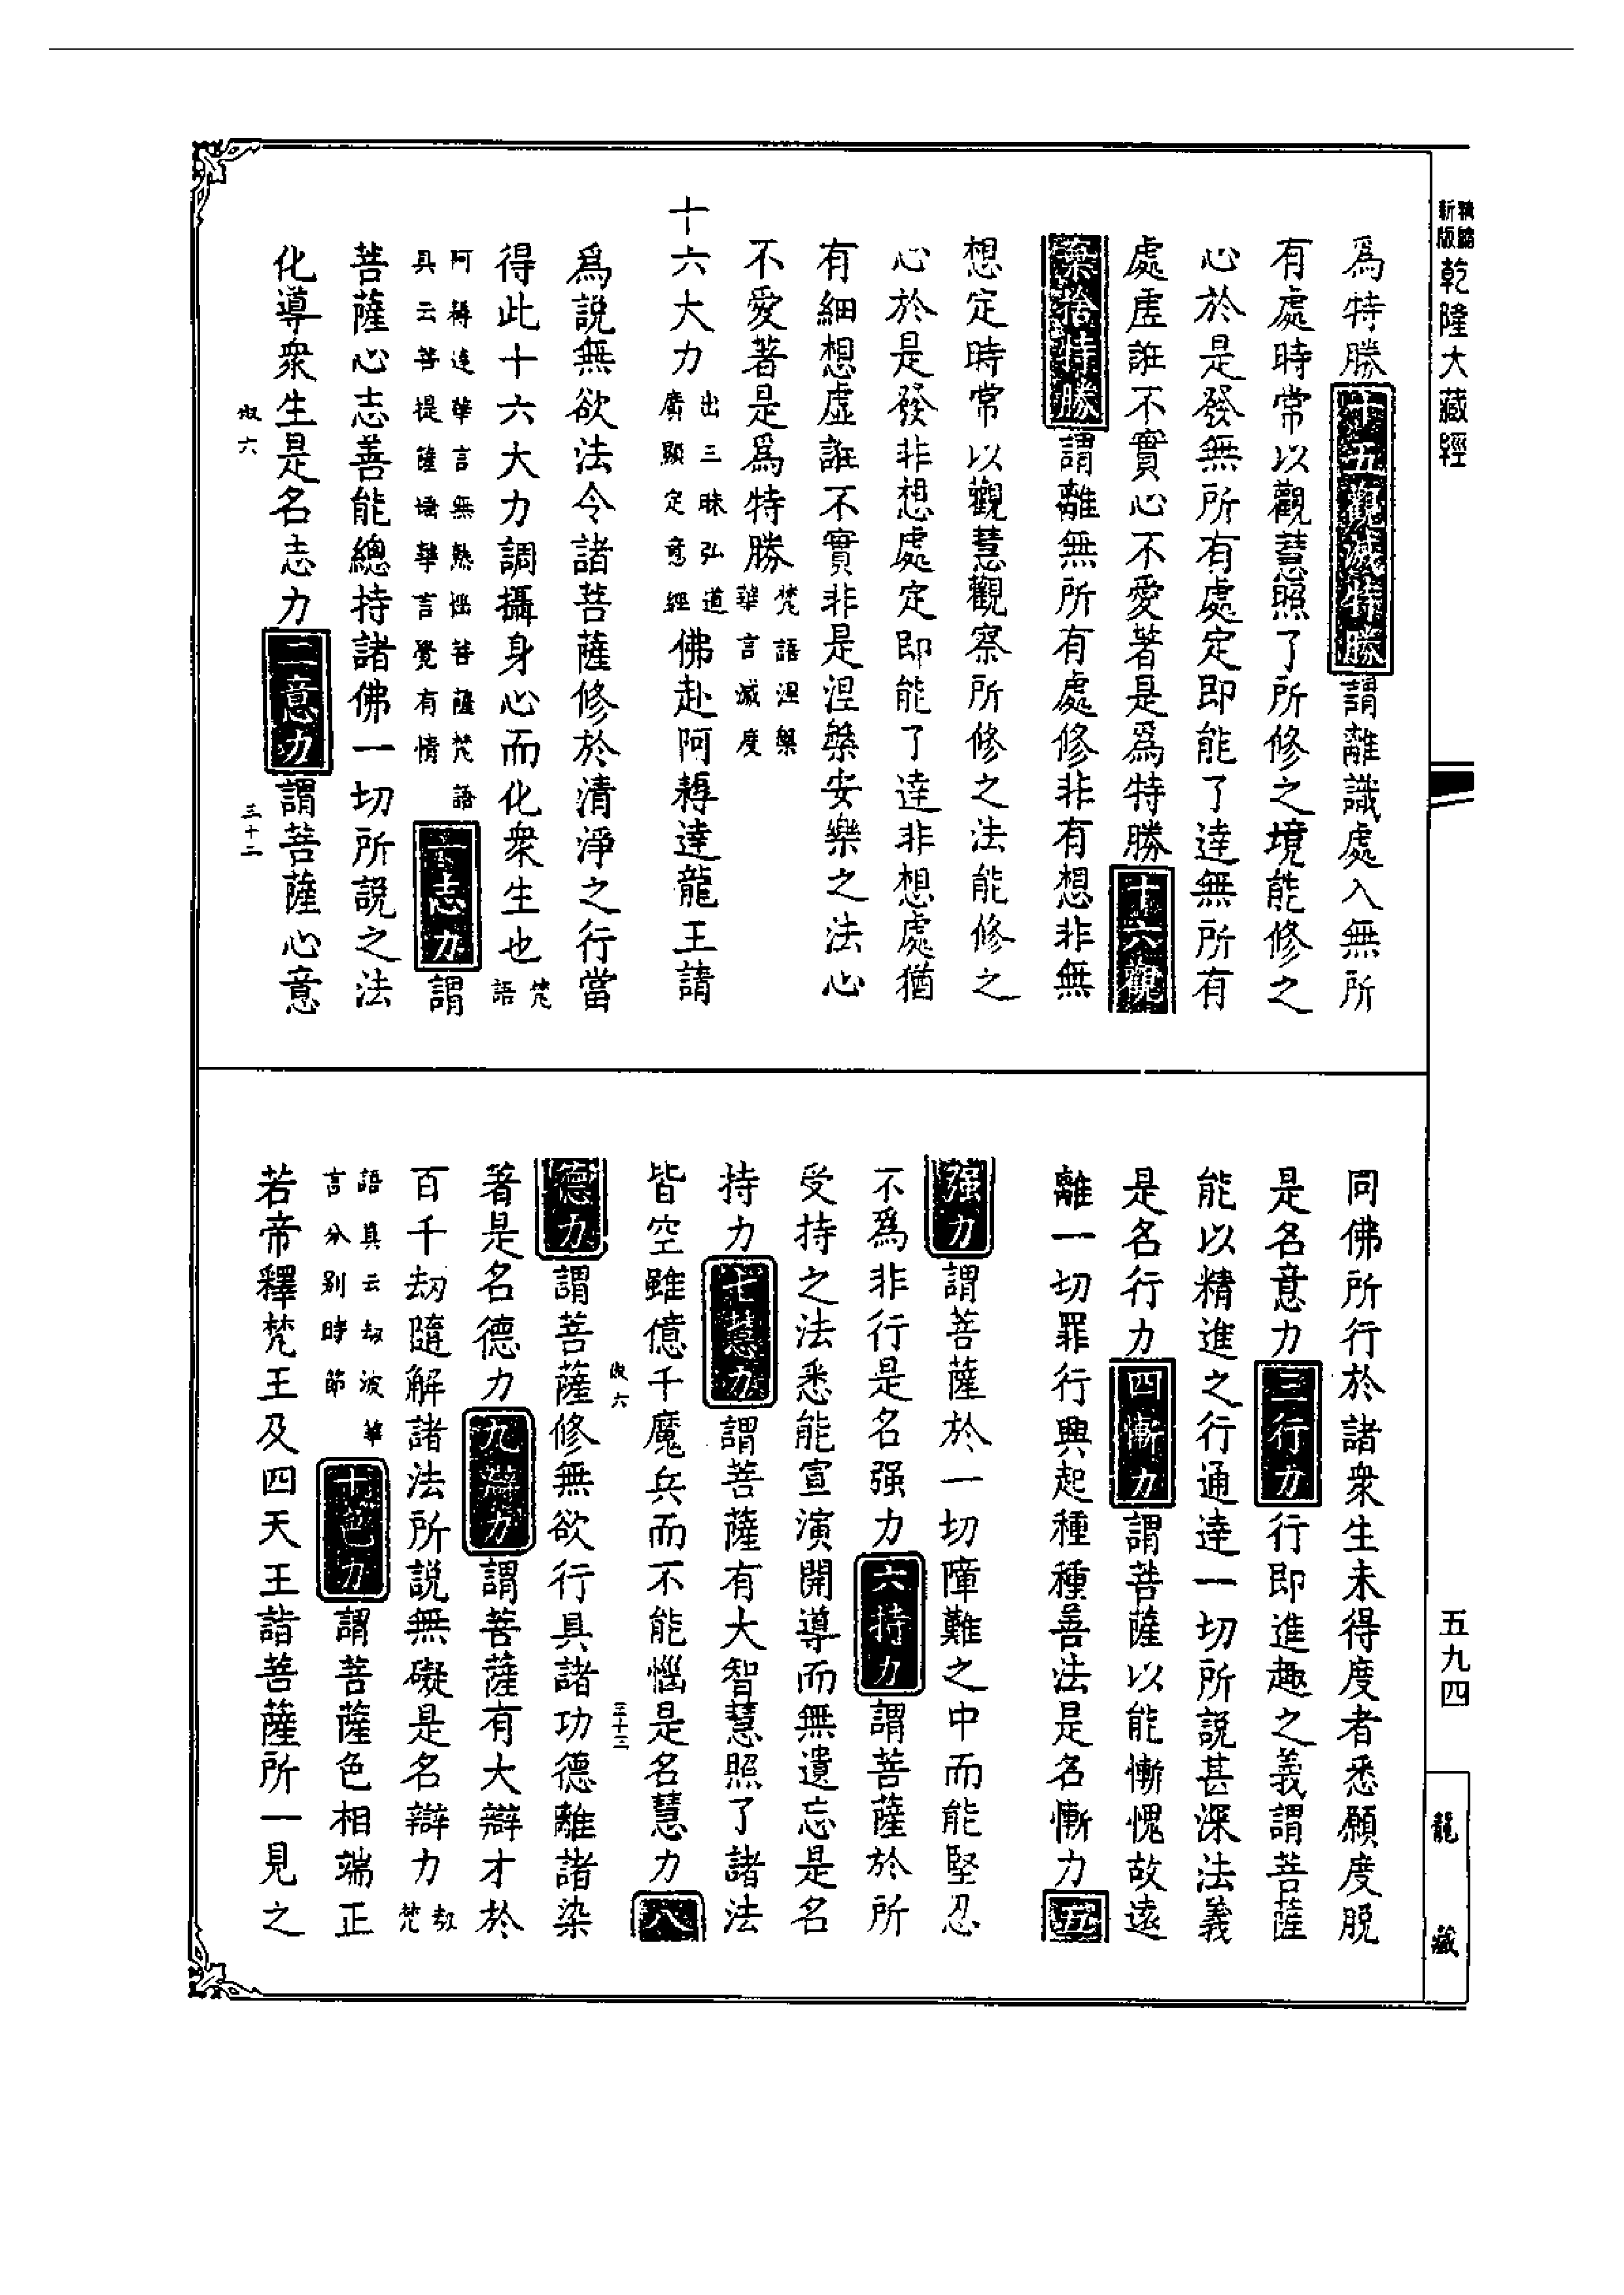 新版
精縮
乾隆大藏經
爲特勝十五觀滅特勝謂離識處入無所
有處時常以觀慧照了所修之境能修之
心於是發無所有處定即能了達無所有
處虛誑不實心不愛著是爲特勝十六觀
棄捨特勝謂離無所有處修非有想非無
想定時常以觀慧觀察所修之法能修之
心於是發非想處定即能了達非想處猶
有細想虛誑不實非是涅槃安樂之法心
不愛著是爲特勝梵語涅槃華言滅度
十六大力出三昧弘道廣顯定意經佛赴阿耨達龍王請
爲說無欲法令諸菩薩修於清淨之行當
得此十六大力調攝身心而化衆生也梵語
阿耨達華言無熱惱菩薩梵語具云菩提薩埵華言覺有情一志力謂
菩薩心志善能總持諸佛一切所說之法
化導衆生是名志力二意力謂菩薩心意
六
三十二
同佛所行於諸衆生未得度者悉願度脫
是名意力三行力行即進趣之義謂菩薩
能以精進之行通達一切所說甚深法義
是名行力四慚力謂菩薩以能慚愧故遠
離一切罪行興起種種善法是名慚力五
强力謂菩薩於一切障難之中而能堅忍
不爲非行是名强力六持力謂菩薩於所
受持之法悉能宣演開導而無遺忘是名
持力七慧力謂菩薩有大智慧照了諸法
皆空雖億千魔兵而不能惱是名慧力八
六
三十三
德力謂菩薩修無欲行具諸功德離諸染
著是名德力九辯力謂菩薩有大辯才於
百千劫隨解諸法所說無礙是名辯力劫梵
語具云劫波華言分別時節十色力謂菩薩色相端正
若帝釋梵王及四天王詣菩薩所一見之
五九四
龍藏